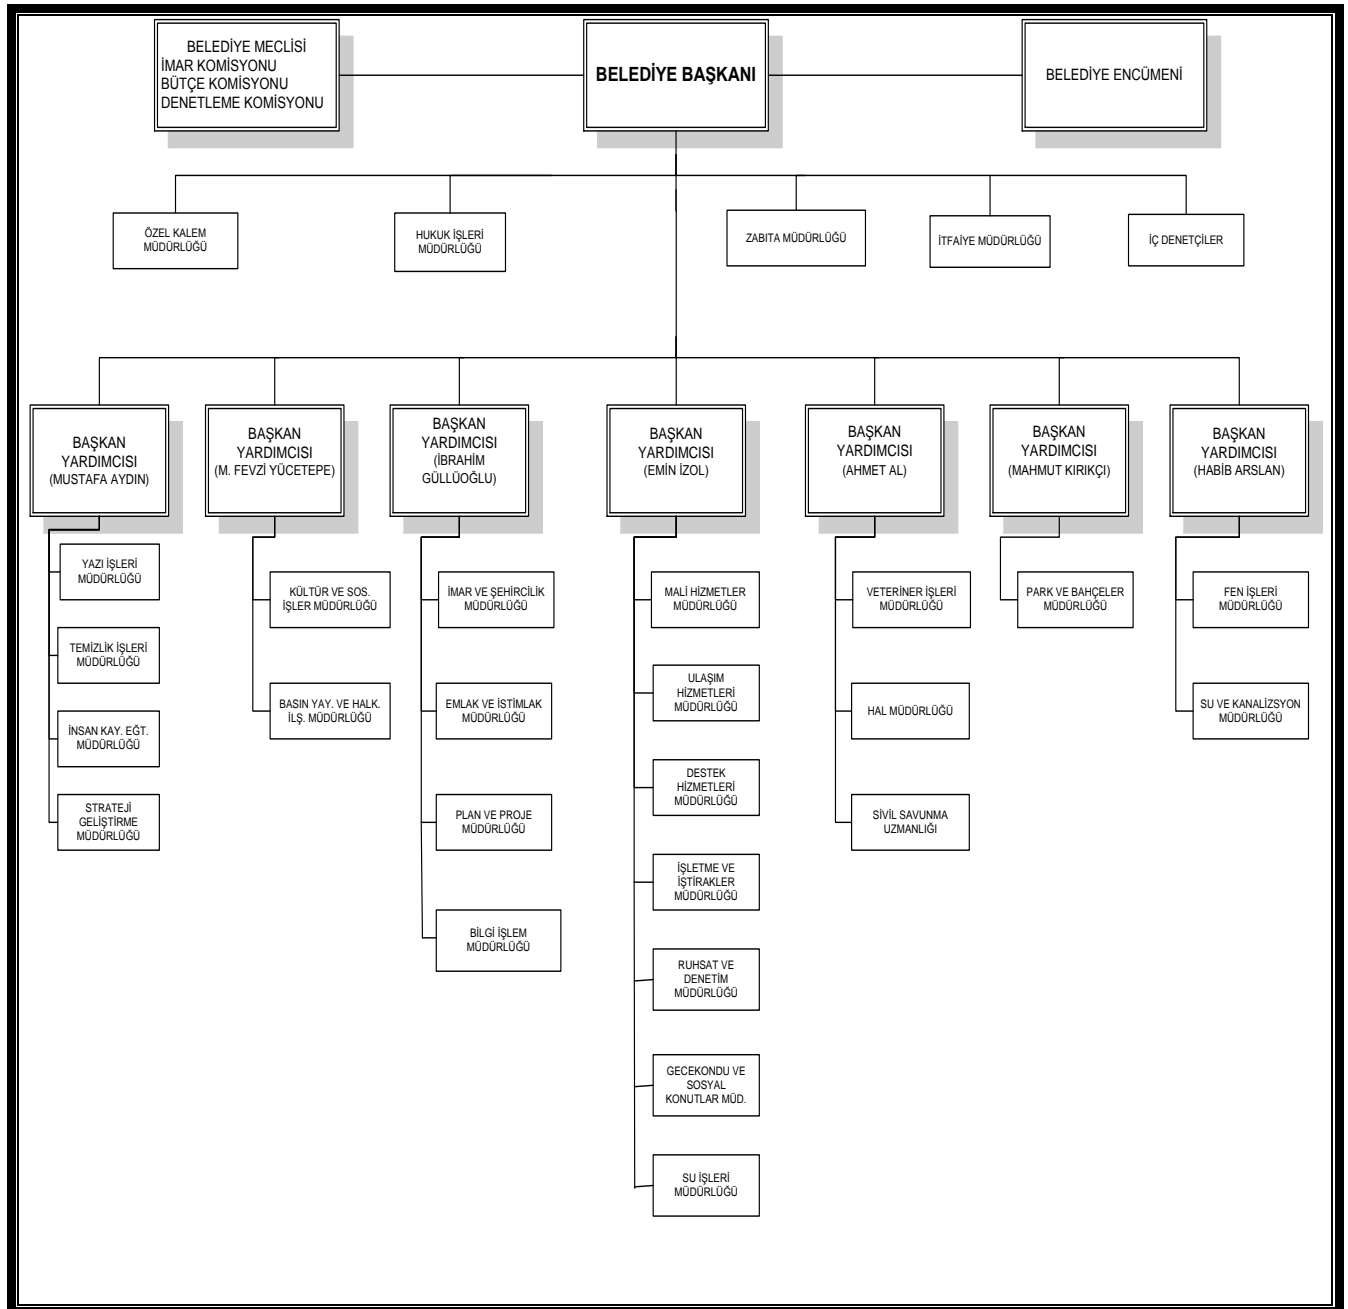 BELEDİYE MECLİSİ
İMAR KOMİSYONU
BÜTÇE KOMİSYONU
DENETLEME KOMİSYONU
BELEDİYE BAŞKANI
BELEDİYE ENCÜMENİ
ÖZEL KALEM
MÜDÜRLÜĞÜ
HUKUK İŞLERİ
MÜDÜRLÜĞÜ
ZABITA MÜDÜRLÜĞÜ
İTFAİYE MÜDÜRLÜĞÜ
İÇ DENETÇİLER
BAŞKAN
YARDIMCISI
(MUSTAFA AYDIN)
BAŞKAN
YARDIMCISI
(M. FEVZİ YÜCETEPE)
BAŞKAN
YARDIMCISI
(İBRAHİM
GÜLLÜOĞLU)
BAŞKAN
YARDIMCISI
(EMİN İZOL)
BAŞKAN
YARDIMCISI
(AHMET AL)
BAŞKAN
YARDIMCISI
(MAHMUT KIRIKÇI)
BAŞKAN
YARDIMCISI
(HABİB ARSLAN)
YAZI İŞLERİ
MÜDÜRLÜĞÜ
TEMİZLİK İŞLERİ
MÜDÜRLÜĞÜ
İNSAN KAY. EĞT.
MÜDÜRLÜĞÜ
STRATEJİ
GELİŞTİRME
MÜDÜRLÜĞÜ
KÜLTÜR VE SOS.
İŞLER MÜDÜRLÜĞÜ
BASIN YAY. VE HALK.
İLŞ. MÜDÜRLÜĞÜ
İMAR VE ŞEHİRCİLİK
MÜDÜRLÜĞÜ
EMLAK VE İSTİMLAK
MÜDÜRLÜĞÜ
PLAN VE PROJE
MÜDÜRLÜĞÜ
BİLGİ İŞLEM
MÜDÜRLÜĞÜ
MALİ HİZMETLER
MÜDÜRLÜĞÜ
ULAŞIM
HİZMETLERİ
MÜDÜRLÜĞÜ
DESTEK
HİZMETLERİ
MÜDÜRLÜĞÜ
İŞLETME VE
İŞTİRAKLER
MÜDÜRLÜĞÜ
RUHSAT VE
DENETİM
MÜDÜRLÜĞÜ
GECEKONDU VE
SOSYAL
KONUTLAR MÜD.
SU İŞLERİ
MÜDÜRLÜĞÜ
VETERİNER İŞLERİ
MÜDÜRLÜĞÜ
HAL MÜDÜRLÜĞÜ
SİVİL SAVUNMA
UZMANLIĞI
PARK VE BAHÇELER
MÜDÜRLÜĞÜ
FEN İŞLERİ
MÜDÜRLÜĞÜ
SU VE KANALİZSYON
MÜDÜRLÜĞÜ